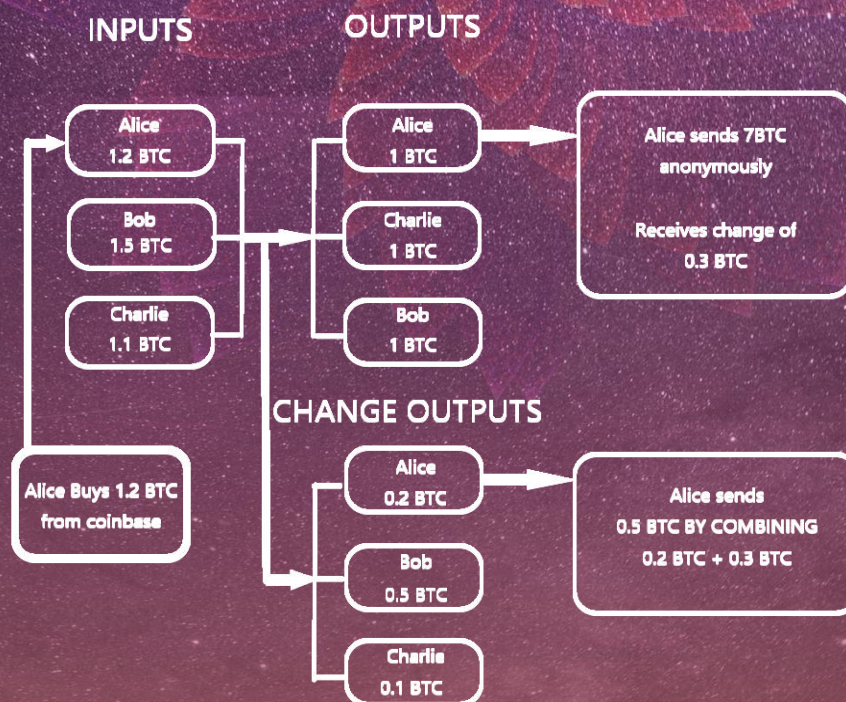 INPUTS
OUTPUTS
Alice
1.2 BTC
Bob
1.5 BTC
Charlie
1.1 BTC
Alice Buys 1.2 BTC
from coinbase
Alice
1 BTC
Charlie
1 BTC
Bob
1 BTC
Alice sends 7BTC
anonymously
Receives change of
0.3 BTC
CHANGE OUTPUTS
Alice
0.2 BTC
Bob
0.5 BTC
Charlie
0.1 BTC
Alice sends
0.5 BTC BY COMBINING
0.2 BTC + 0.3 BTC